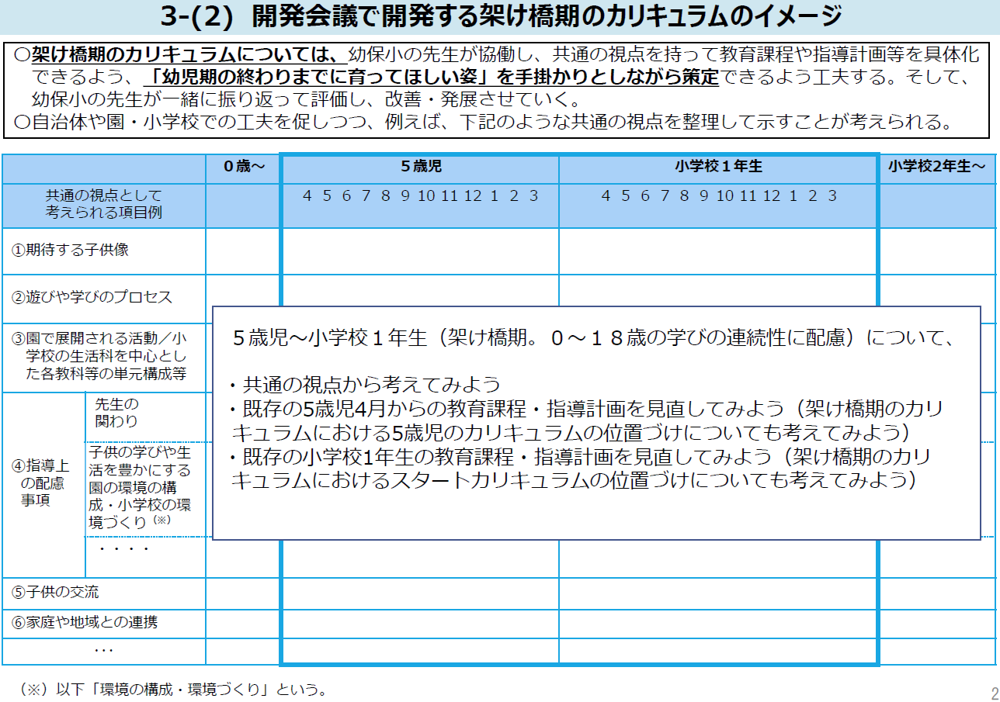 3-(2) 開発会議で開発する架け橋期のカリキュラムのイメージ
○架け橋期のカリキュラムについては、幼保小の先生が協働し、共通の視点を持って教育課程や指導計画等を具体化
できるよう、「幼児期の終わりまでに育ってほしい姿」を手掛かりとしながら策定できるよう工夫する。そして、
幼保小の先生が一緒に振り返って評価し、改善・発展させていく。
○自治体や園・小学校での工夫を促しつつ、例えば、下記のような共通の視点を整理して示すことが考えられる。
０歳～ ５歳児 小学校１年生 小学校2年生～
共通の視点として
考えられる項目例
4 5 6 7 8 9 10 11 12 1 2 3
4 5 6 7 8 9 10 11 12 1 2 3
①期待する子供像
②遊びや学びのプロセス
③園で展開される活動／小
学校の生活科を中心とし
た各教科等の単元構成等
５歳児～小学校１年生（架け橋期。０～１８歳の学びの連続性に配慮）について、
・共通の視点から考えてみよう
・既存の5歳児4月からの教育課程・指導計画を見直してみよう（架け橋期のカリ
キュラムにおける5歳児のカリキュラムの位置づけについても考えてみよう）
・既存の小学校1年生の教育課程・指導計画を見直してみよう（架け橋期のカリ
キュラムにおけるスタートカリキュラムの位置づけについても考えてみよう）
④指導上
の配慮
事項
先生の
関わり
子供の学びや生
活を豊かにする
園の環境の構
成・小学校の環
境づくり（※）
・・・・
⑤子供の交流
⑥家庭や地域との連携
・・・
（※）以下「環境の構成・環境づくり」という。
2